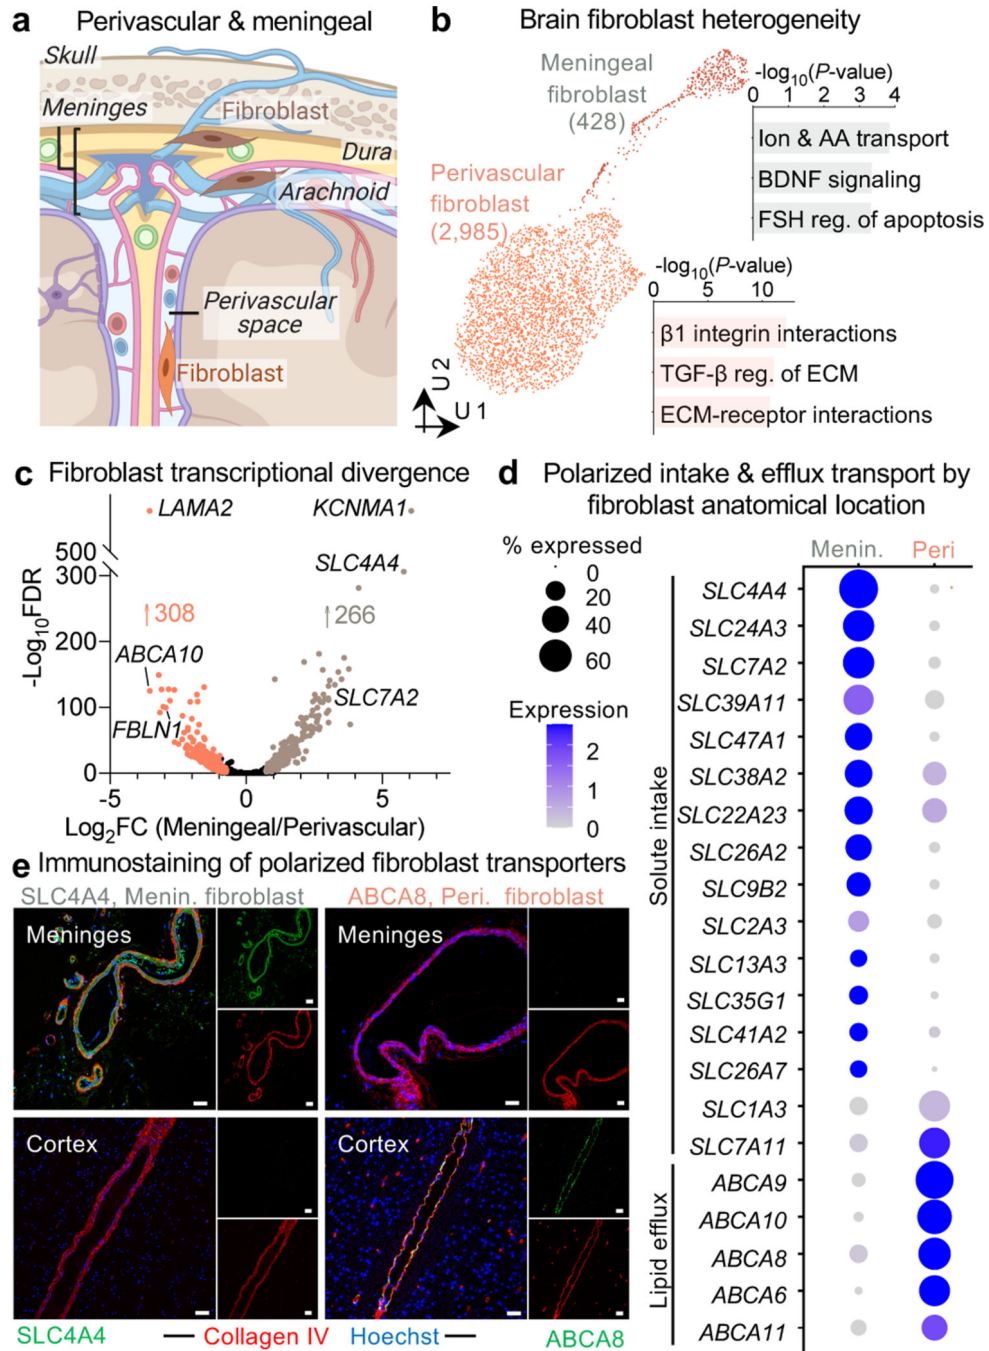 a Perivascular & meningeal
Skull
Meninges
Fibroblast
Dura
Arachnoid
Perivascular
space
Fibroblast
b Brain fibroblast heterogeneity
Meningeal
fibroblast
(428)
Perivascular
fibroblast
(2,985)
U 2
U 1
-log10(P-value)
0 1 2 3 4
Ion & AA transport
BDNF signaling
FSH reg. of apoptosis
-log10(P-value)
0 5 10
β1 integrin interactions
TGF-β reg. of ECM
ECM-receptor interactions
c Fibroblast transcriptional divergence
-Log10FDR
500
300
200
100
0
-5 0 5
Log2FC (Meningeal/Perivascular)
LAMA2
KCNMA1
SLC4A4
↑308
↑266
ABCA10
SLC7A2
FBLN1
d Polarized intake & efflux transport by
fibroblast anatomical location
% expressed
0
20
40
60
Expression
2
1
0
Menin. Peri
Solute intake
SLC4A4
SLC24A3
SLC7A2
SLC39A11
SLC47A1
SLC38A2
SLC22A23
SLC26A2
SLC9B2
SLC2A3
SLC13A3
SLC35G1
SLC41A2
SLC26A7
SLC1A3
SLC7A11
Lipid efflux
ABCA9
ABCA10
ABCA8
ABCA6
ABCA11
e Immunostaining of polarized fibroblast transporters
SLC4A4, Menin. fibroblast
ABCA8, Peri. fibroblast
Meninges
Meninges
Cortex
Cortex
SLC4A4 — Collagen IV Hoechst — ABCA8